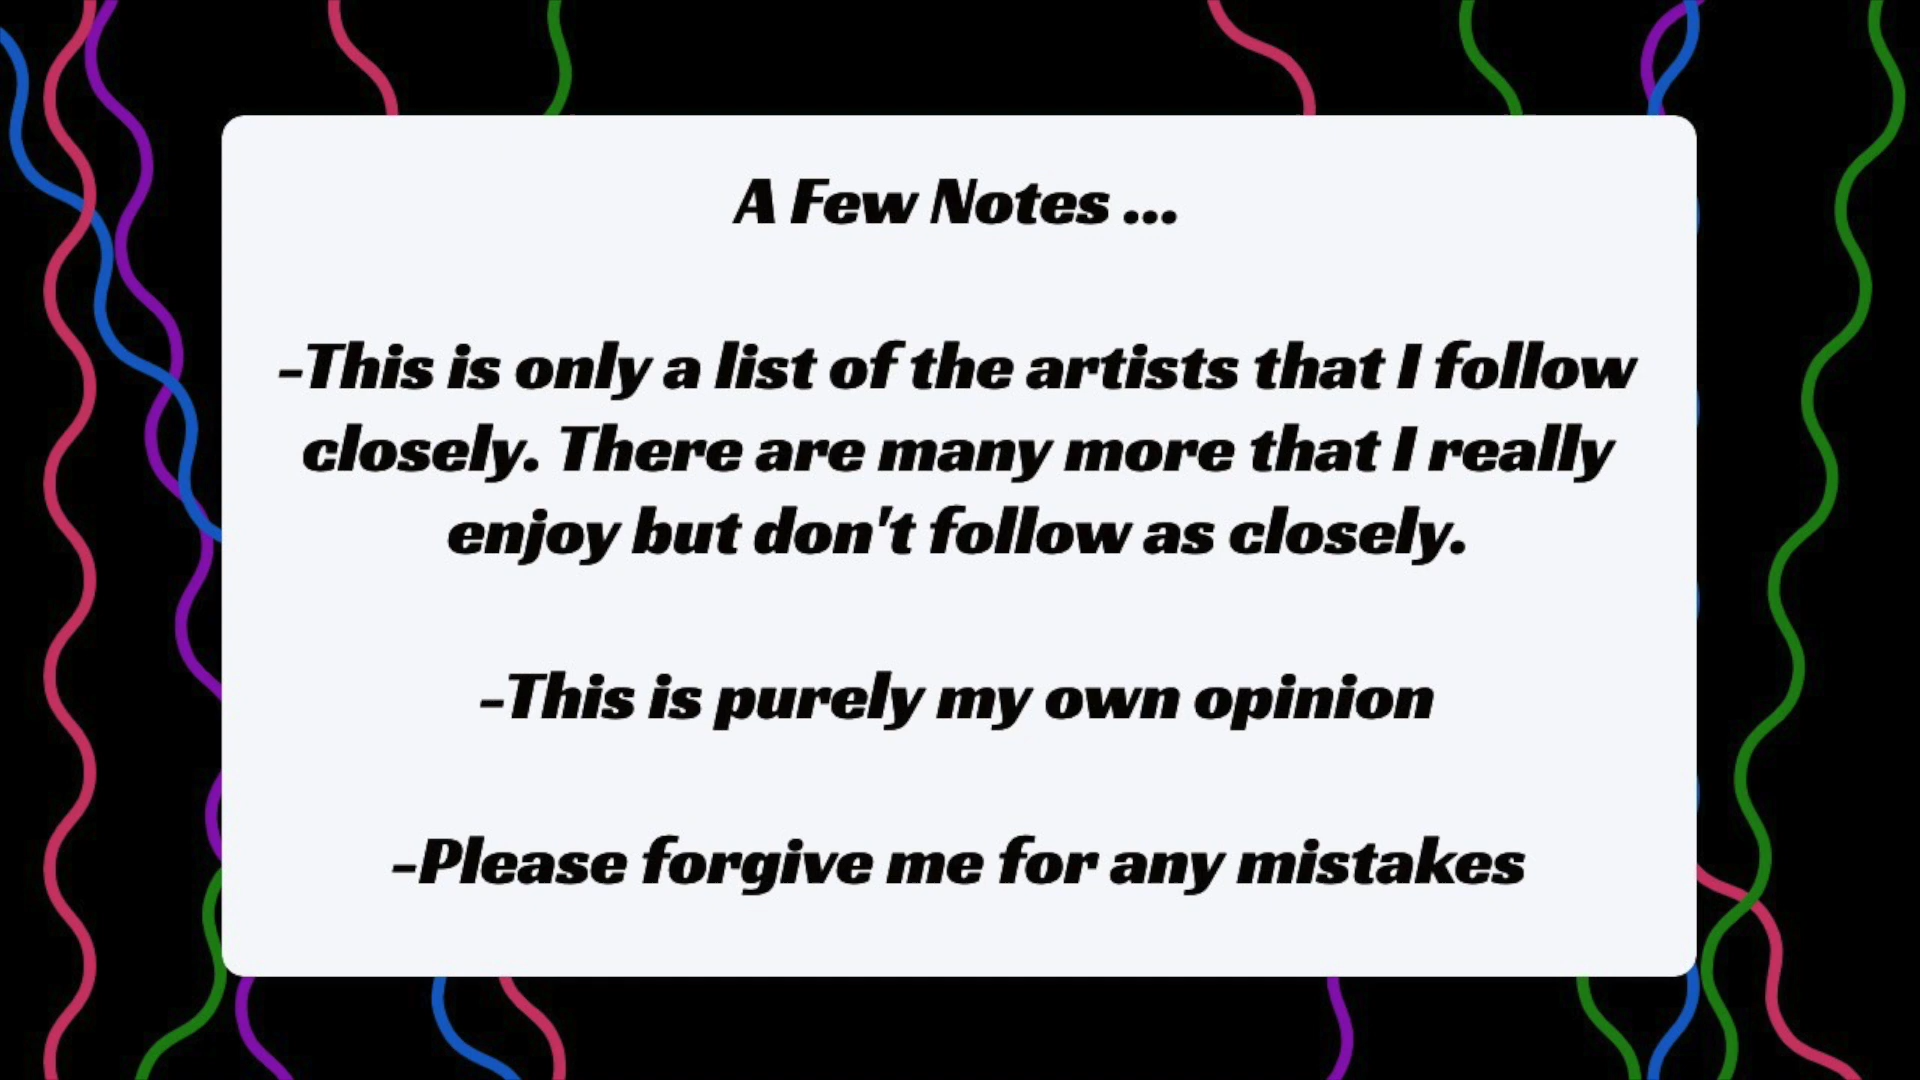 A Few Notes ...
-This is only a list of the artists that I follow
closely. There are many more that I really
enjoy but don't follow as closely.
-This is purely my own opinion
-Please forgive me for any mistakes